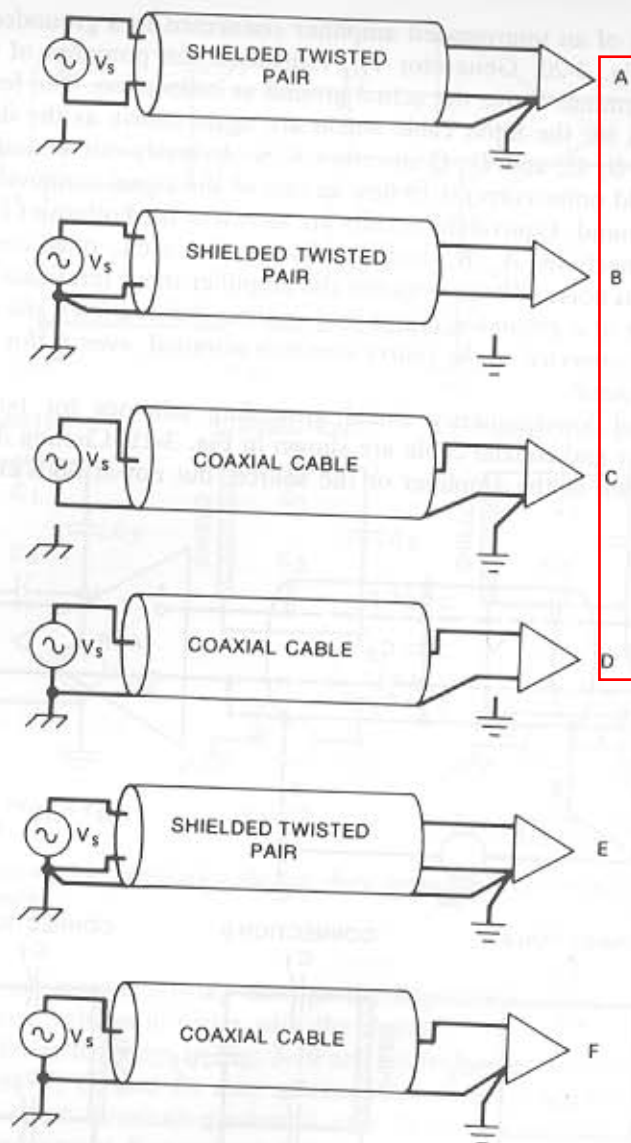 Vs
SHIELDED TWISTED
PAIR
A
Vs
SHIELDED TWISTED
PAIR
B
Vs
COAXIAL CABLE
C
Vs
COAXIAL CABLE
D
Vs
SHIELDED TWISTED
PAIR
E
Vs
COAXIAL CABLE
F